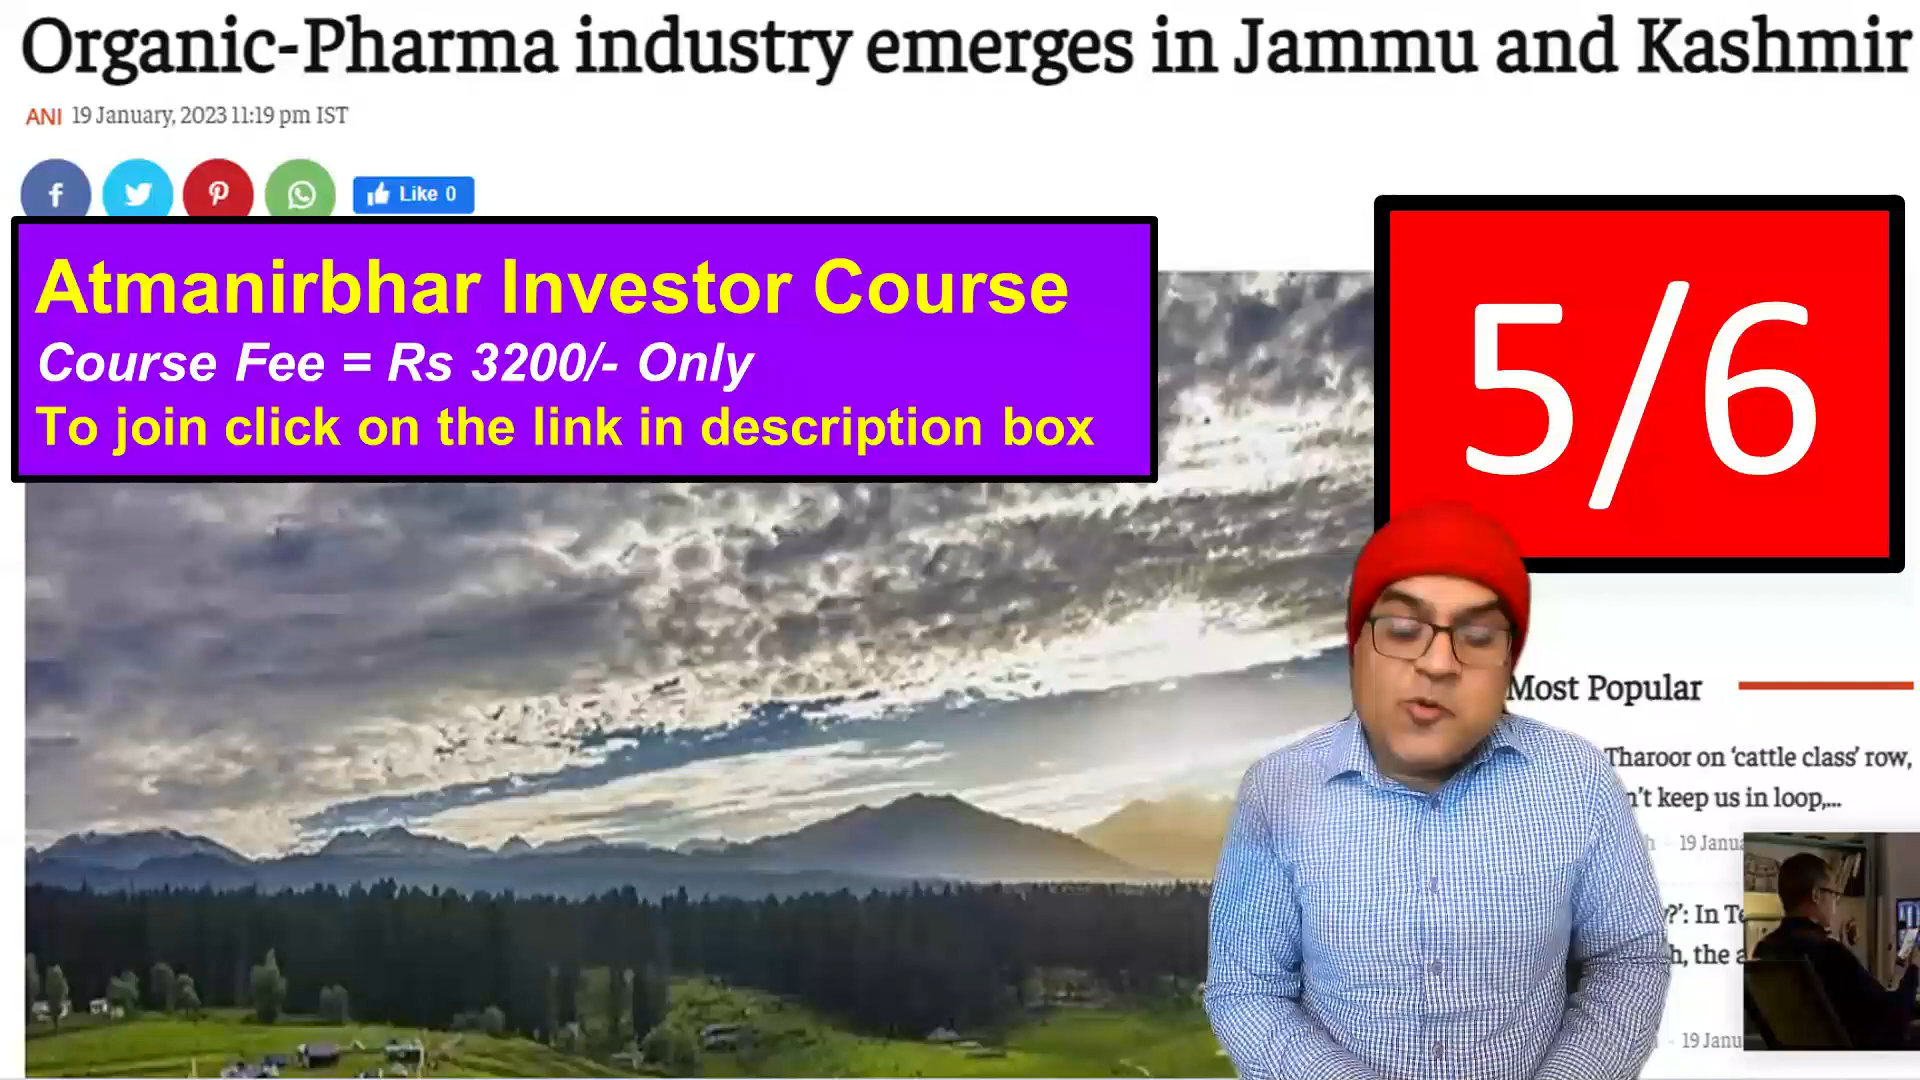 Organic-Pharma industry emerges in Jammu and Kashmir
ANI 19 January, 2023 11:19 pm IST
Like 0
Atmanirbhar Investor Course
Course Fee = Rs 3200/- Only
To join click on the link in description box
5/6
Most Popular
Tharoor on ‘cattle class’ row,
n’t keep us in loop,...
19 Janu
?’: In Te
h, the a
19 Janu